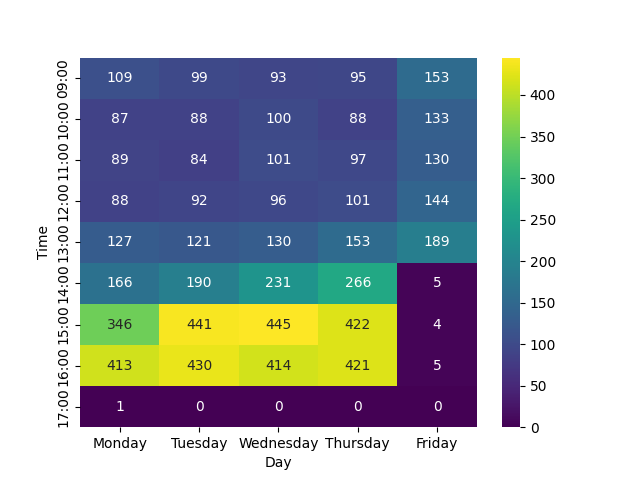 09:00 109 99 93 95 153
10:00 87 88 100 88 133
11:00 89 84 101 97 130
12:00 88 92 96 101 144
13:00 127 121 130 153 189
14:00 166 190 231 266 5
15:00 346 441 445 422 4
16:00 413 430 414 421 5
17:00 1 0 0 0 0
Time
Monday Tuesday Wednesday Thursday Friday
Day
400
350
300
250
200
150
100
50
0